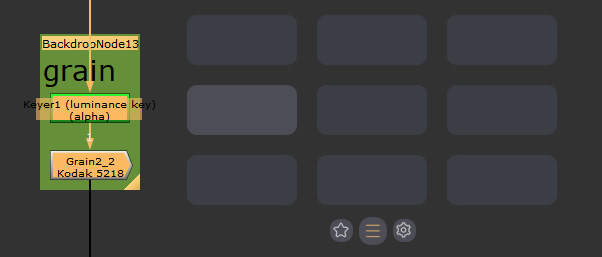 BackdropNode13
grain
Keyer1 (luminance key)
(alpha)
Grain2_2
Kodak 5218